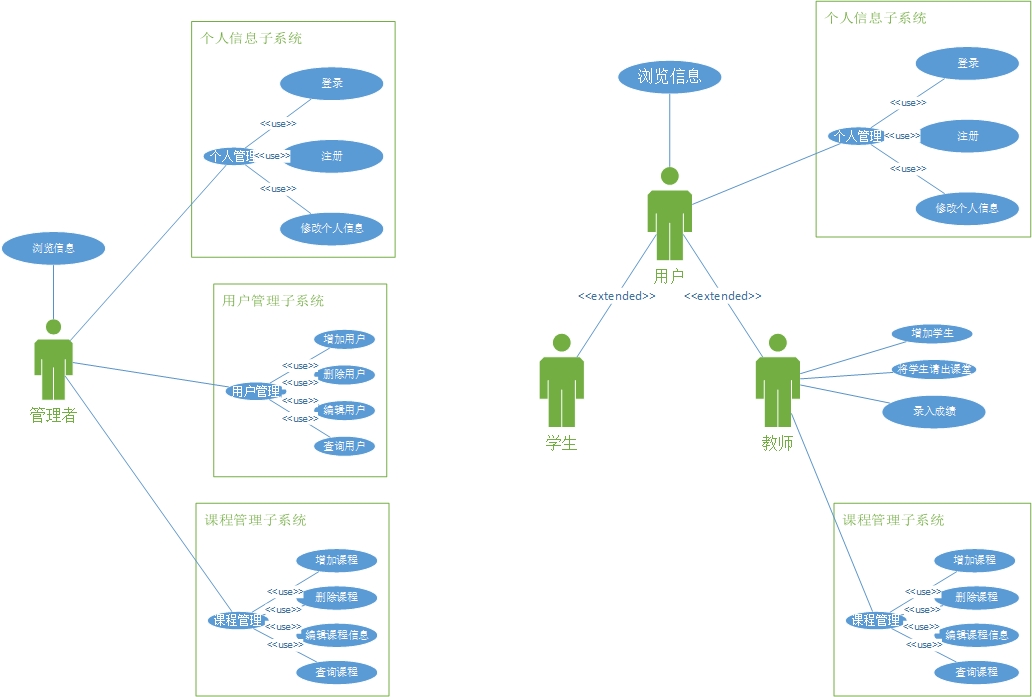 个人信息子系统
登录
<<use>>
个人管理
<<use>>
注册
<<use>>
修改个人信息
浏览信息
管理者
用户管理子系统
增加用户
<<use>>
删除用户
<<use>>
用户管理
<<use>>
编辑用户
<<use>>
查询用户
课程管理子系统
增加课程
<<use>>
删除课程
<<use>>
课程管理
<<use>>
编辑课程信息
<<use>>
查询课程
浏览信息
用户
<<extended>>
<<extended>>
学生
教师
个人信息子系统
登录
<<use>>
个人管理
<<use>>
注册
<<use>>
修改个人信息
增加学生
将学生请出课堂
录入成绩
课程管理子系统
增加课程
<<use>>
删除课程
<<use>>
课程管理
<<use>>
编辑课程信息
<<use>>
查询课程